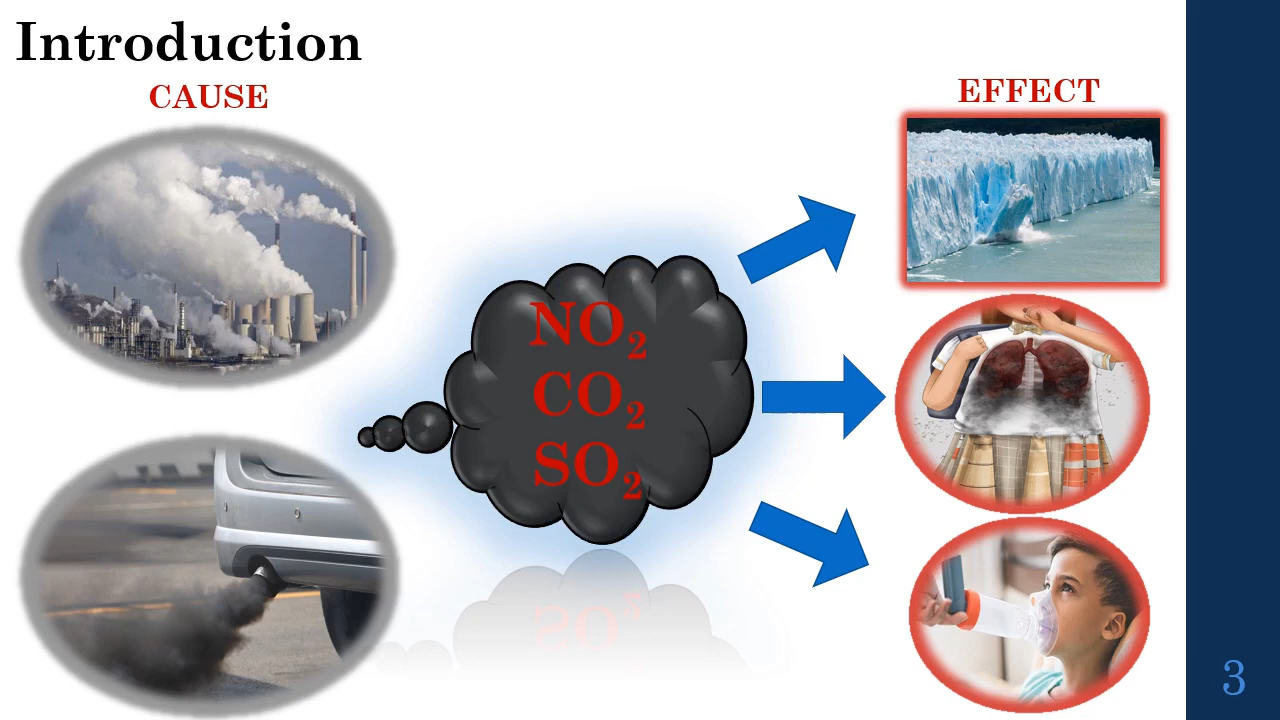 Introduction
CAUSE
EFFECT
NO₂
CO₂
SO₂
3